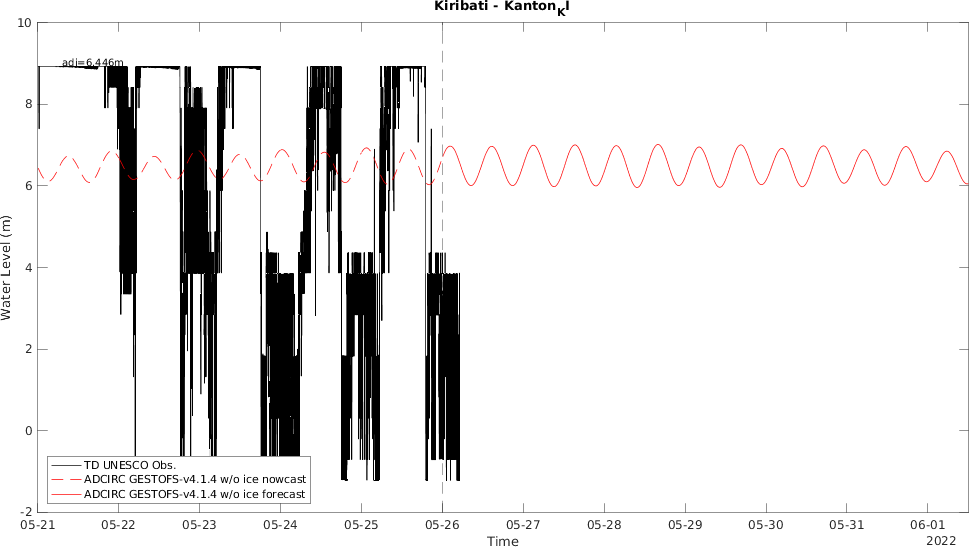 Kiribati - Kanton_KI
10
adj=6.446m
8
6
4
2
0
-2
Water Level (m)
TD UNESCO Obs.
ADCIRC GESTOFS-v4.1.4 w/o ice nowcast
ADCIRC GESTOFS-v4.1.4 w/o ice forecast
05-21 05-22 05-23 05-24 05-25 05-26 05-27 05-28 05-29 05-30 05-31 06-01
Time
2022